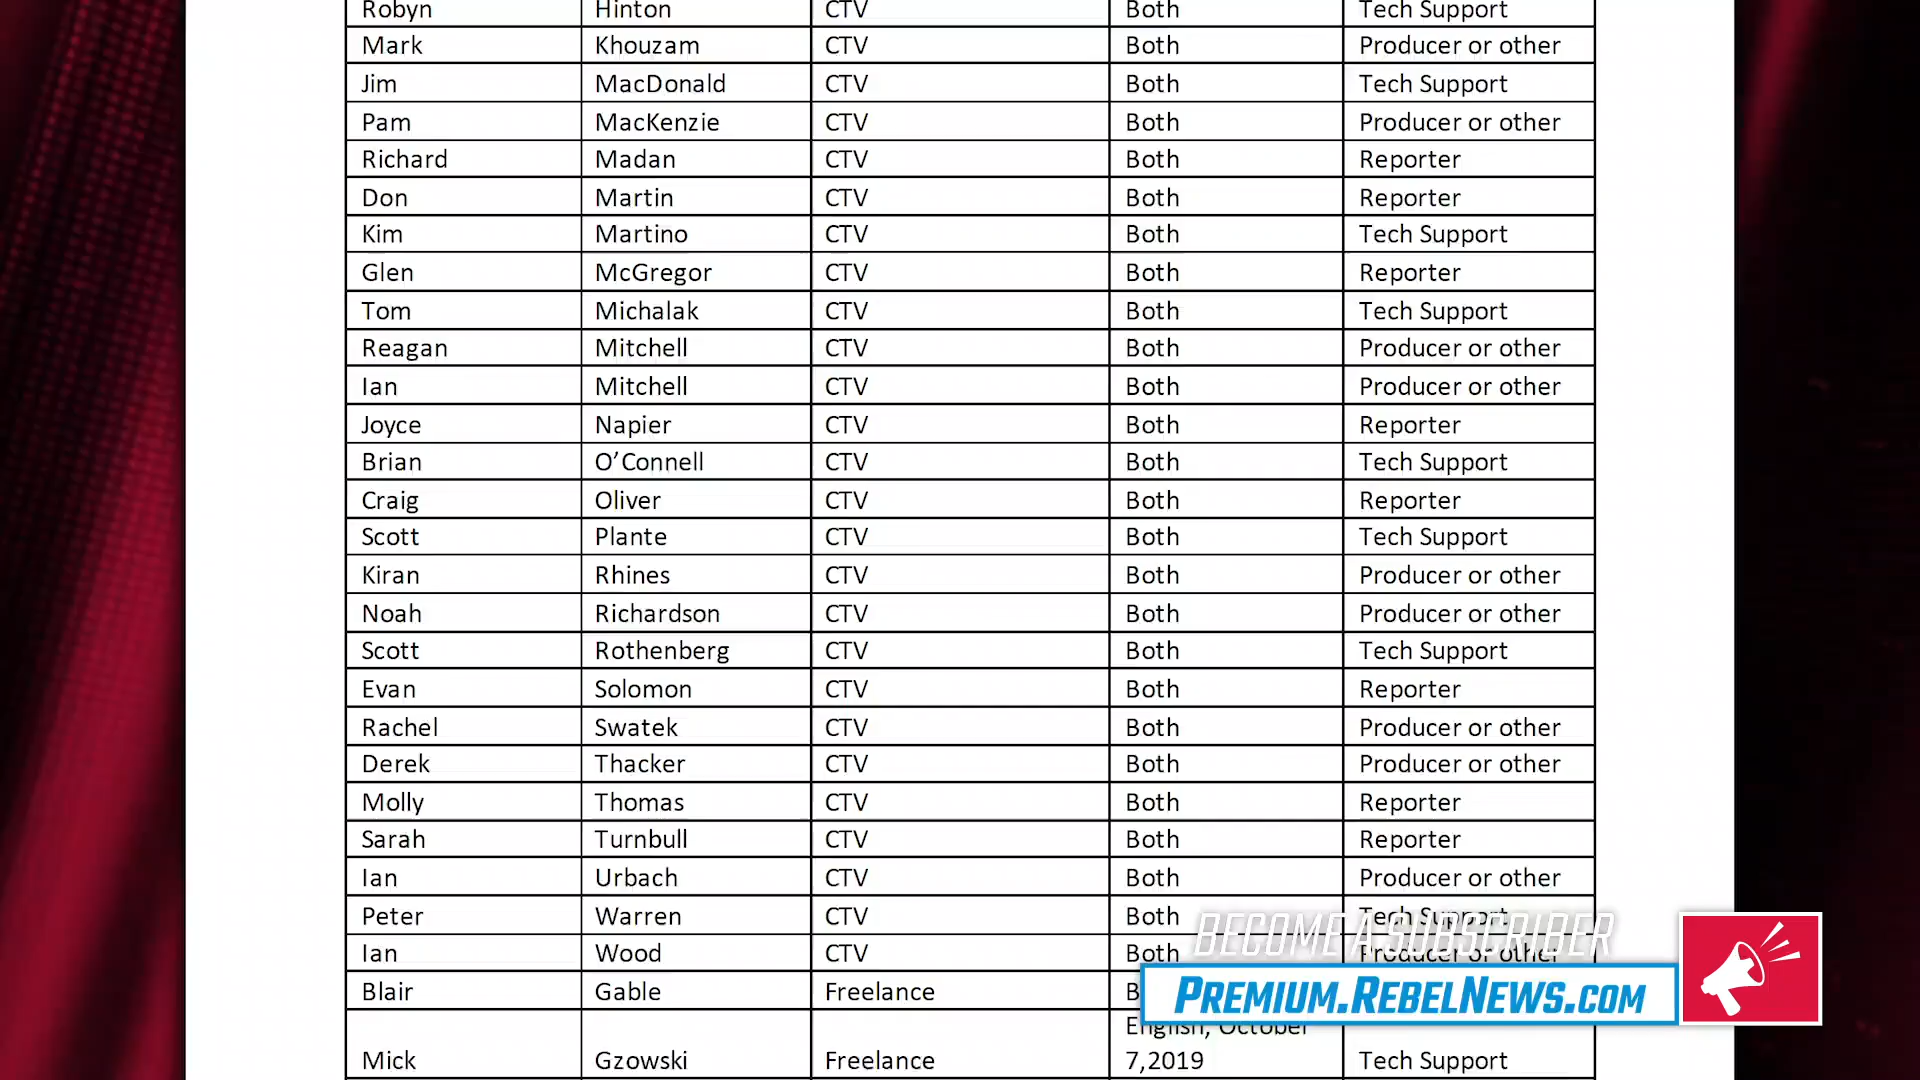 Robyn Hinton CTV Both Tech Support
Mark Khouzam CTV Both Producer or other
Jim MacDonald CTV Both Tech Support
Pam MacKenzie CTV Both Producer or other
Richard Madan CTV Both Reporter
Don Martin CTV Both Reporter
Kim Martino CTV Both Tech Support
Glen McGregor CTV Both Reporter
Tom Michalak CTV Both Tech Support
Reagan Mitchell CTV Both Producer or other
Ian Mitchell CTV Both Producer or other
Joyce Napier CTV Both Reporter
Brian O’Connell CTV Both Tech Support
Craig Oliver CTV Both Reporter
Scott Plante CTV Both Tech Support
Kiran Rhines CTV Both Producer or other
Noah Richardson CTV Both Producer or other
Scott Rothenberg CTV Both Tech Support
Evan Solomon CTV Both Reporter
Rachel Swatek CTV Both Producer or other
Derek Thacker CTV Both Producer or other
Molly Thomas CTV Both Reporter
Sarah Turnbull CTV Both Reporter
Ian Urbach CTV Both Producer or other
Peter Warren CTV Both Tech Support
Ian Wood CTV Both Producer or other
Blair Gable Freelance
English, October
Mick Gzowski Freelance 7,2019 Tech Support
BECOME A SUBSCRIBER
PREMIUM.REBELNEWS.COM